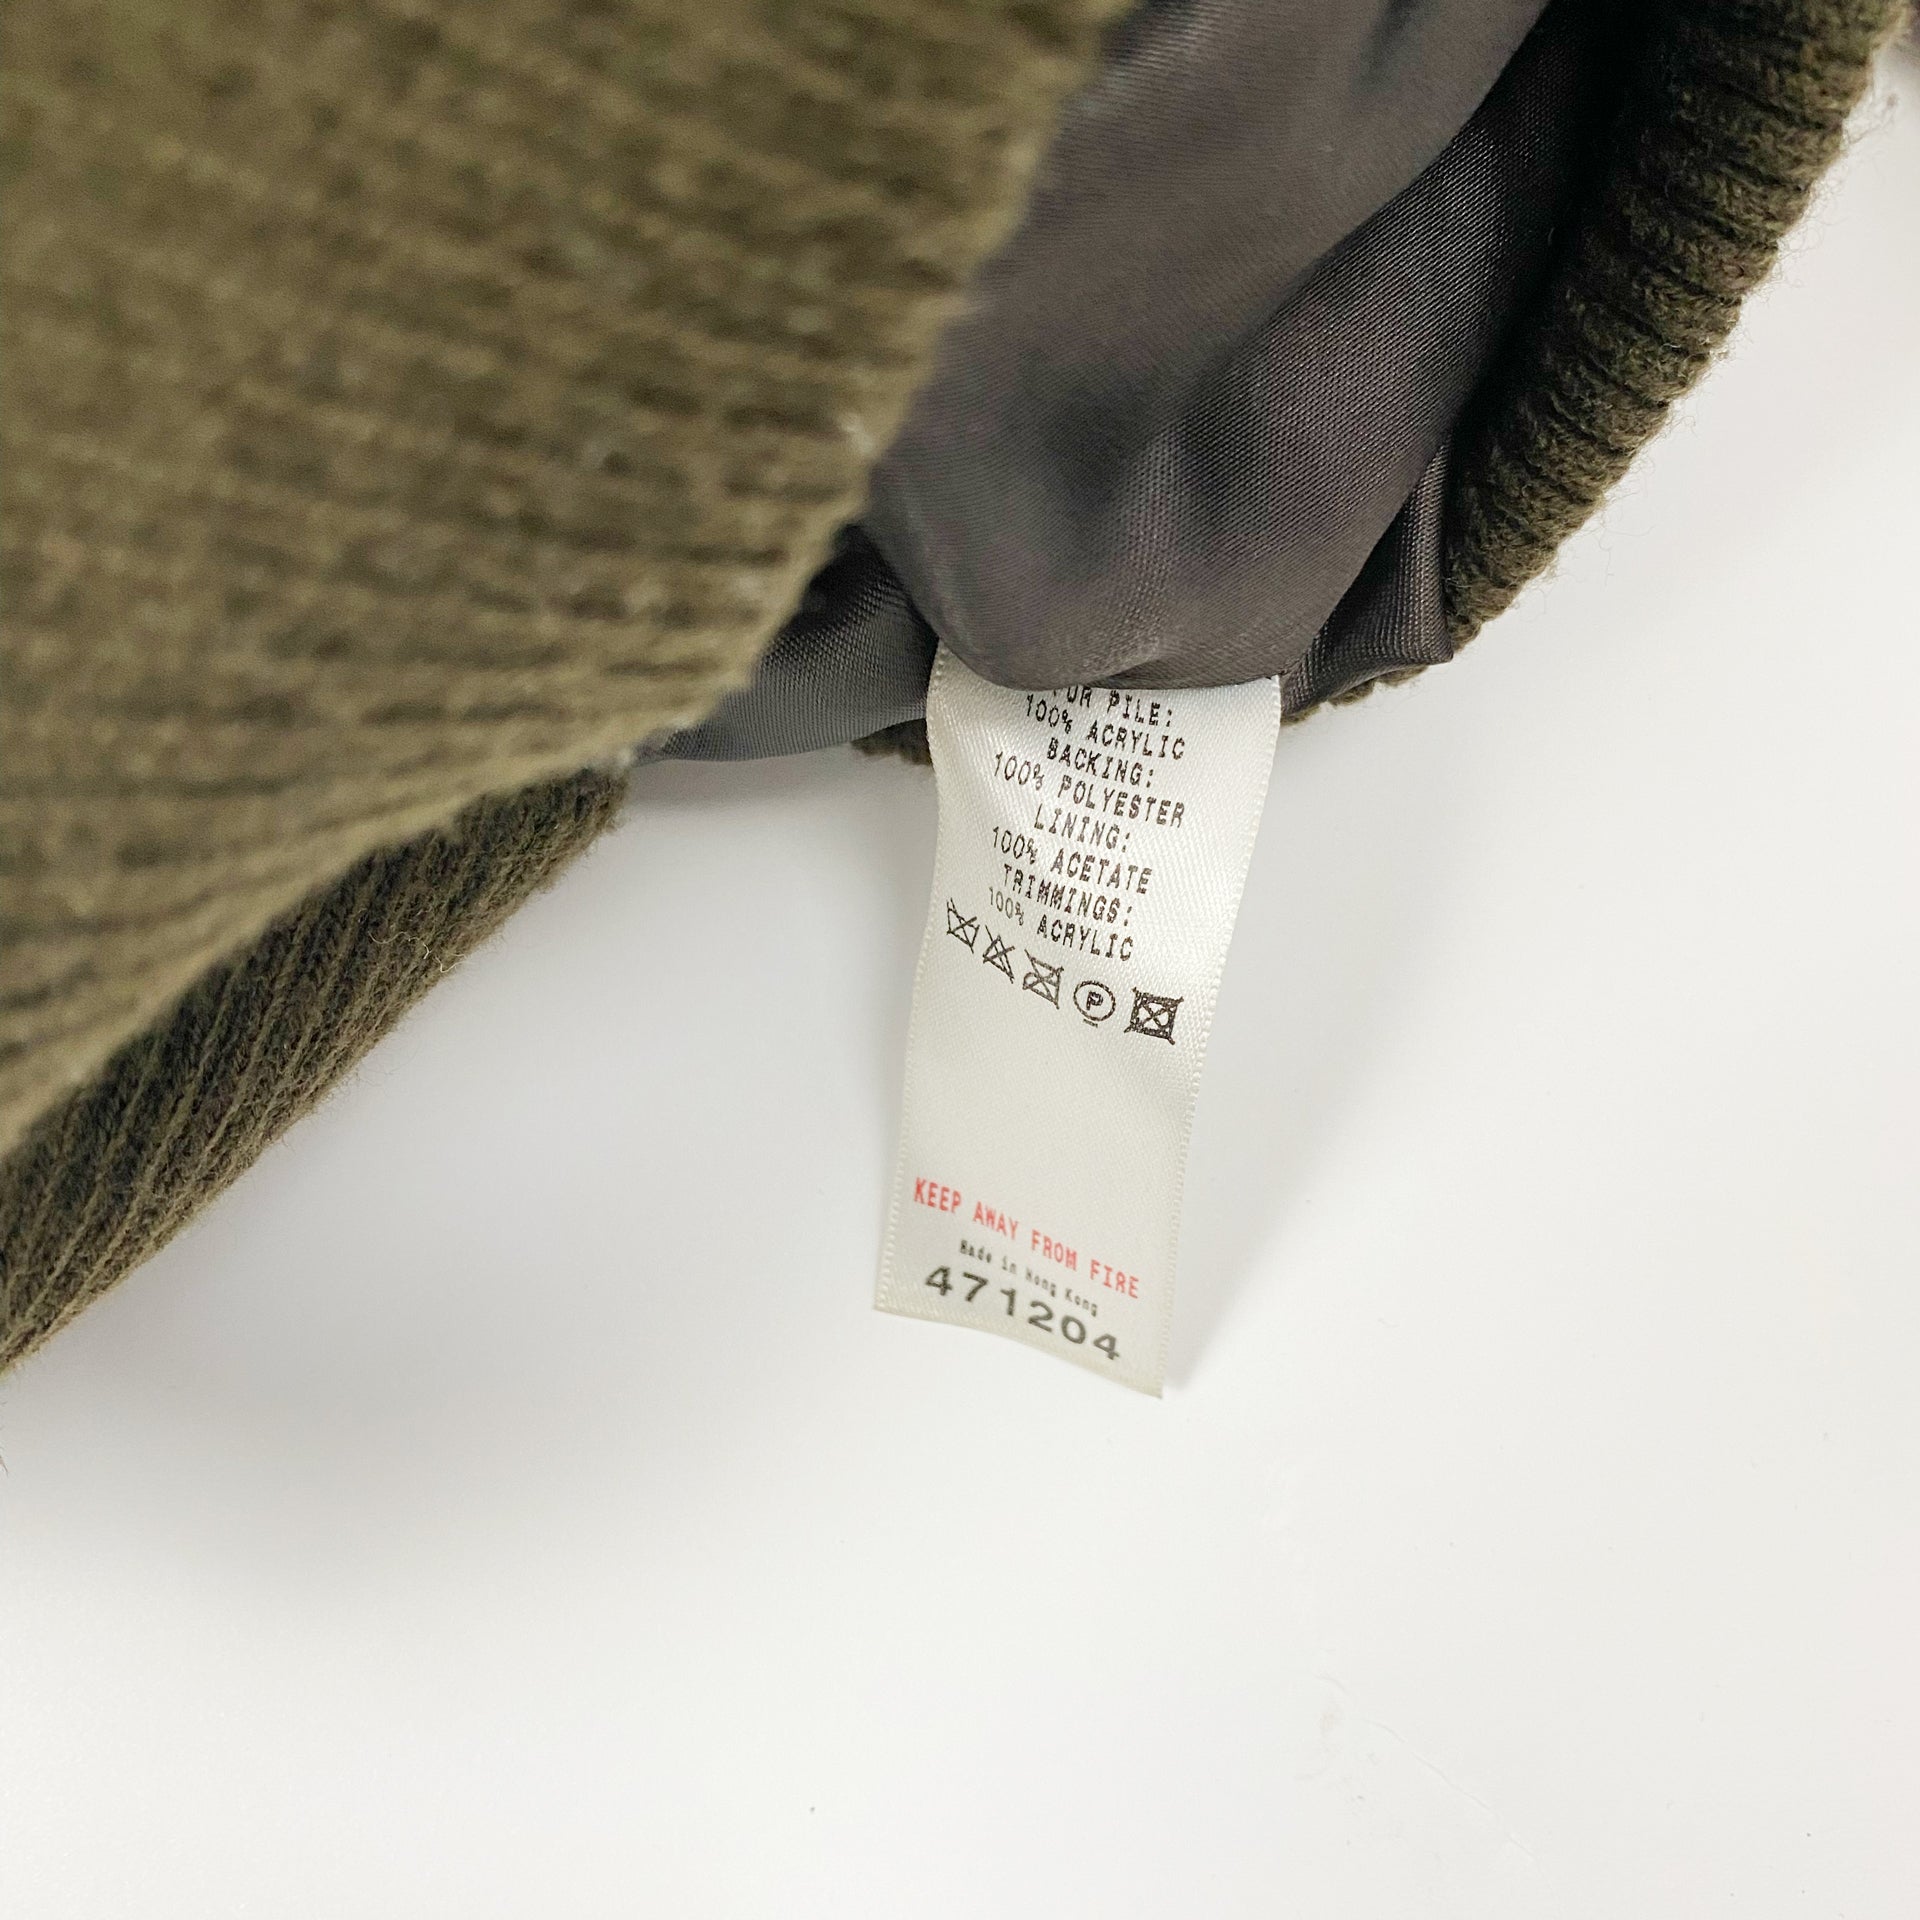 PILE:
100% ACRYLIC
BACKING:
100% POLYESTER
LINING:
100% ACETATE
TRIMMINGS:
100% ACRYLIC
P
KEEP AWAY FROM FIRE
Made in Hong Kong
471204